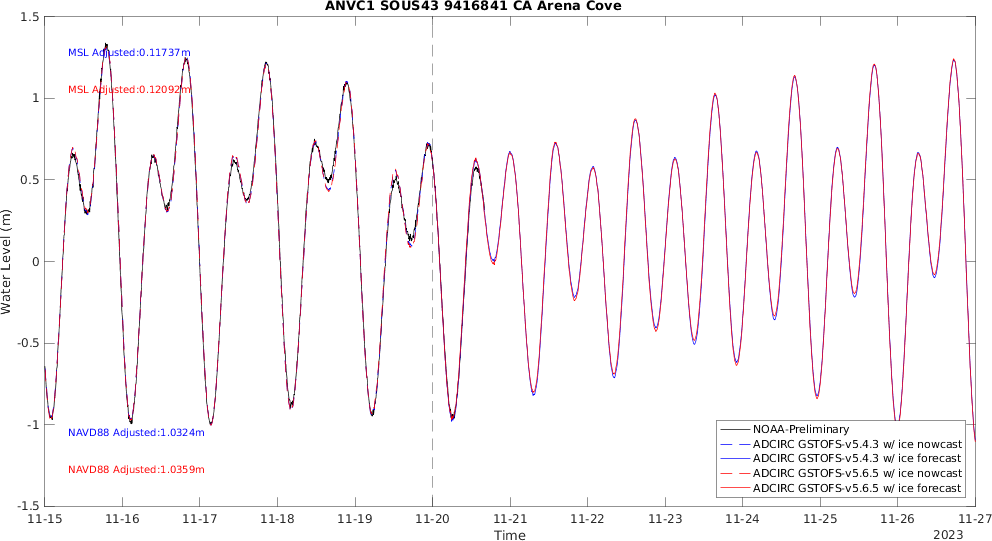 ANVC1 SOUS43 9416841 CA Arena Cove
MSL Adjusted:0.11737m
MSL Adjusted:0.12092m
NAVD88 Adjusted:1.0324m
NAVD88 Adjusted:1.0359m
Water Level (m)
1.5
1
0.5
0
-0.5
-1
-1.5
NOAA-Preliminary
ADCIRC GSTOFS-v5.4.3 w/ ice nowcast
ADCIRC GSTOFS-v5.4.3 w/ ice forecast
ADCIRC GSTOFS-v5.6.5 w/ ice nowcast
ADCIRC GSTOFS-v5.6.5 w/ ice forecast
11-15 11-16 11-17 11-18 11-19 11-20 11-21 11-22 11-23 11-24 11-25 11-26 11-27
Time
2023